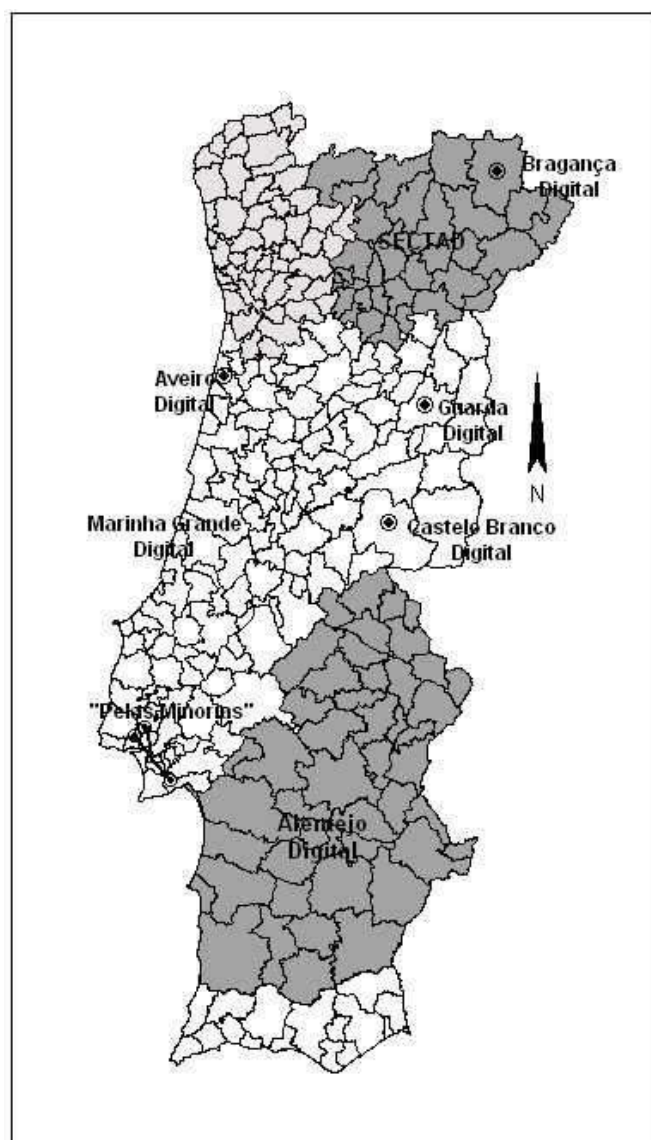 Bragança
Digital
SECTAD
Aveiro
Digital
Guarda
Digital
N
Marinha Grande
Digital
Castelo Branco
Digital
"Pelas Minorias"
Alentejo
Digital